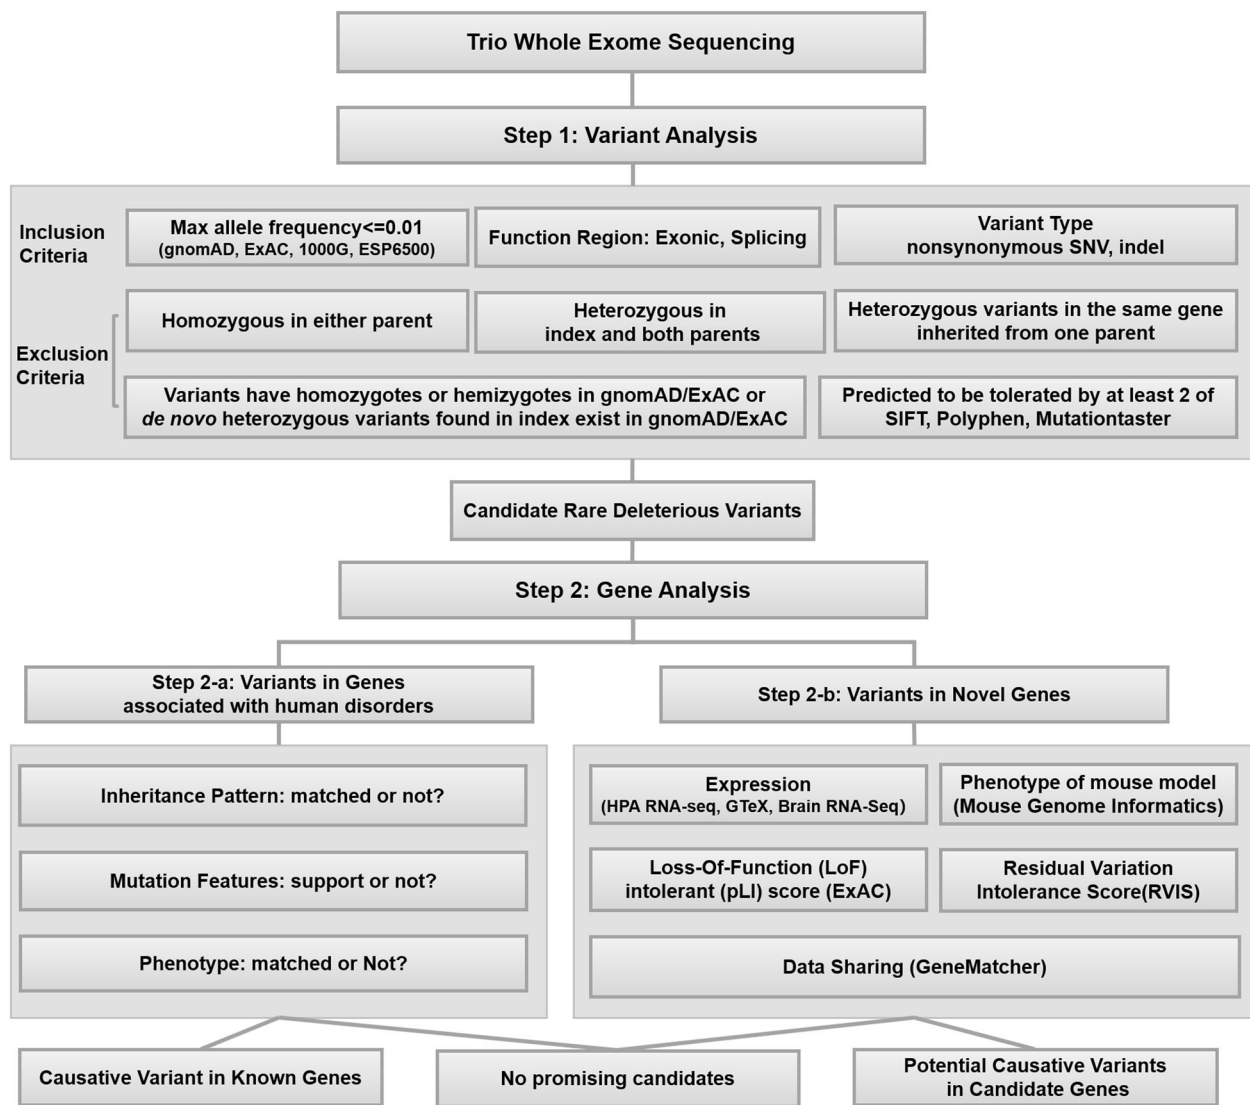 Trio Whole Exome Sequencing
Step 1: Variant Analysis
Inclusion
Criteria
Max allele frequency<=0.01
(gnomAD, ExAC, 1000G, ESP6500)
Function Region: Exonic, Splicing
Variant Type
nonsynonymous SNV, indel
Exclusion
Criteria
Homozygous in either parent
Heterozygous in
index and both parents
Heterozygous variants in the same gene
inherited from one parent
Variants have homozygotes or hemizygotes in gnomAD/ExAC or
de novo heterozygous variants found in index exist in gnomAD/ExAC
Predicted to be tolerated by at least 2 of
SIFT, Polyphen, Mutationtaster
Candidate Rare Deleterious Variants
Step 2: Gene Analysis
Step 2-a: Variants in Genes
associated with human disorders
Step 2-b: Variants in Novel Genes
Inheritance Pattern: matched or not?
Mutation Features: support or not?
Phenotype: matched or Not?
Expression
(HPA RNA-seq, GTeX, Brain RNA-Seq)
Phenotype of mouse model
(Mouse Genome Informatics)
Loss-Of-Function (LoF)
intolerant (pLI) score (ExAC)
Residual Variation
Intolerance Score(RVIS)
Data Sharing (GeneMatcher)
Causative Variant in Known Genes
No promising candidates
Potential Causative Variants
in Candidate Genes